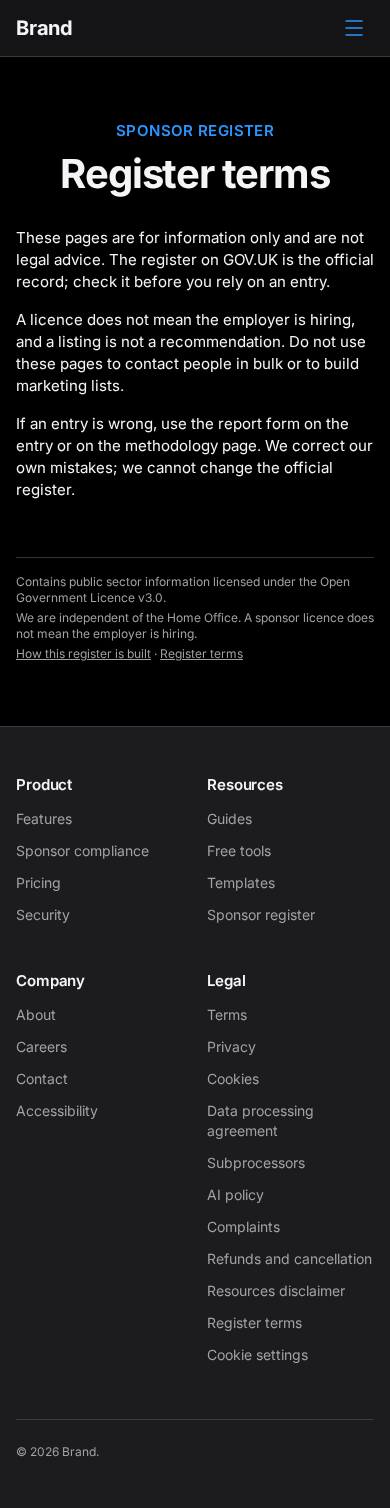 Brand
SPONSOR REGISTER
Register terms
These pages are for information only and are not
legal advice. The register on GOV.UK is the official
record; check it before you rely on an entry.
A licence does not mean the employer is hiring,
and a listing is not a recommendation. Do not use
these pages to contact people in bulk or to build
marketing lists.
If an entry is wrong, use the report form on the
entry or on the methodology page. We correct our
own mistakes; we cannot change the official
register.
Contains public sector information licensed under the Open
Government Licence v3.0.
We are independent of the Home Office. A sponsor licence does
not mean the employer is hiring.
How this register is built · Register terms
Product
Features
Sponsor compliance
Pricing
Security
Resources
Guides
Free tools
Templates
Sponsor register
Company
About
Careers
Contact
Accessibility
Legal
Terms
Privacy
Cookies
Data processing
agreement
Subprocessors
AI policy
Complaints
Refunds and cancellation
Resources disclaimer
Register terms
Cookie settings
© 2026 Brand.